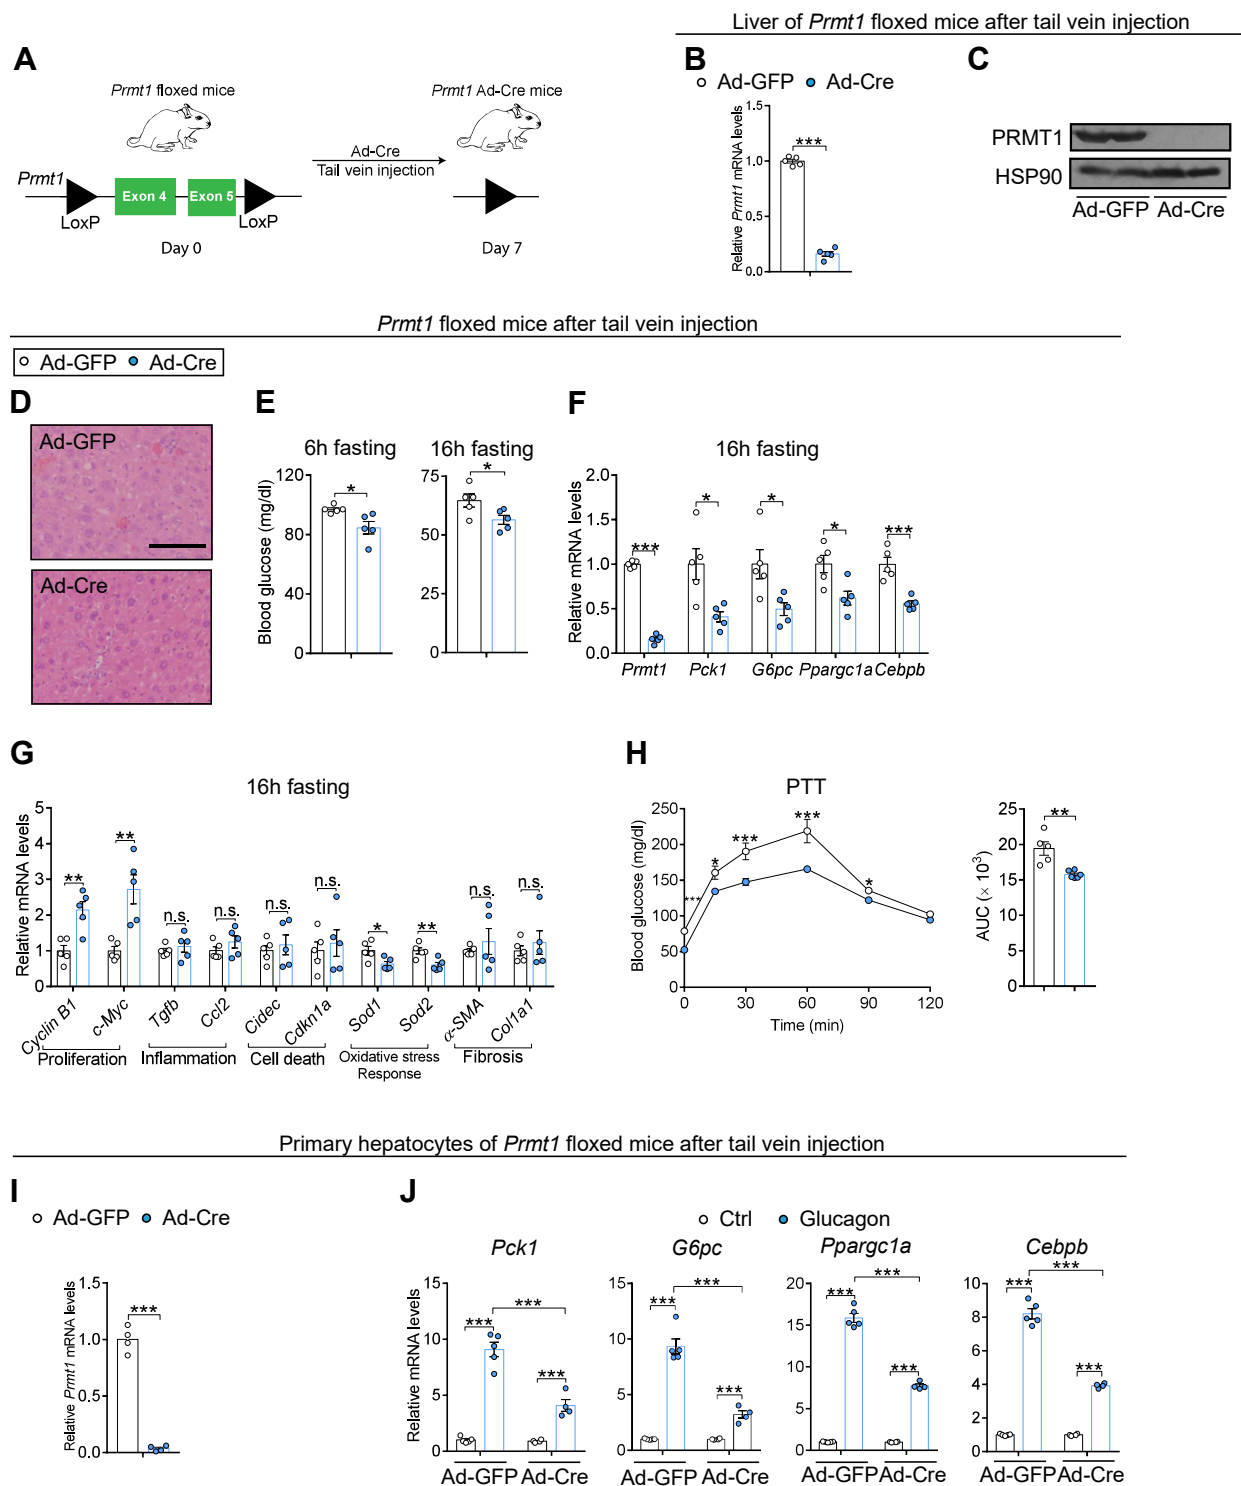 Liver of Prmt1 floxed mice after tail vein injection
A
Prmt1 floxed mice
Prmt1 Ad-Cre mice
Ad-Cre
Tail vein injection
Prmt1
Exon 4
Exon 5
LoxP
LoxP
Day 0
Day 7
B
Ad-GFP
Ad-Cre
Relative Prmt1 mRNA levels
1.5
1.0
0.5
0.0
***
C
PRMT1
HSP90
Ad-GFP Ad-Cre
Prmt1 floxed mice after tail vein injection
Ad-GFP Ad-Cre
D
Ad-GFP
Ad-Cre
E
6h fasting
16h fasting
Blood glucose (mg/dl)
120
80
40
0
*
75
50
25
0
*
F
16h fasting
Relative mRNA levels
2.0
1.5
1.0
0.5
0.0
***
*
*
*
***
Prmt1 Pck1 G6pc Ppargc1a Cebpb
G
16h fasting
Relative mRNA levels
5
4
3
2
1
0
**
**
n.s.
n.s.
n.s.
n.s.
*
**
n.s.
n.s.
Cyclin B1 c-Myc Tgfb Ccl2 Cidec Cdkn1a Sod1 Sod2 α-SMA Col1a1
Proliferation Inflammation Cell death Oxidative stress Response Fibrosis
H
PTT
Blood glucose (mg/dl)
250
200
150
100
50
0
***
*
***
***
*
0 30 60 90 120
Time (min)
AUC (× 10³)
25
20
15
10
5
0
**
Primary hepatocytes of Prmt1 floxed mice after tail vein injection
I
Ad-GFP Ad-Cre
Relative Prmt1 mRNA levels
1.5
1.0
0.5
0.0
***
J
Ctrl Glucagon
Pck1
Relative mRNA levels
15
10
5
0
***
***
***
Ad-GFP Ad-Cre
G6pc
15
10
5
0
***
***
***
Ad-GFP Ad-Cre
Ppargc1a
20
15
10
5
0
***
***
***
Ad-GFP Ad-Cre
Cebpb
10
8
6
4
2
0
***
***
***
Ad-GFP Ad-Cre